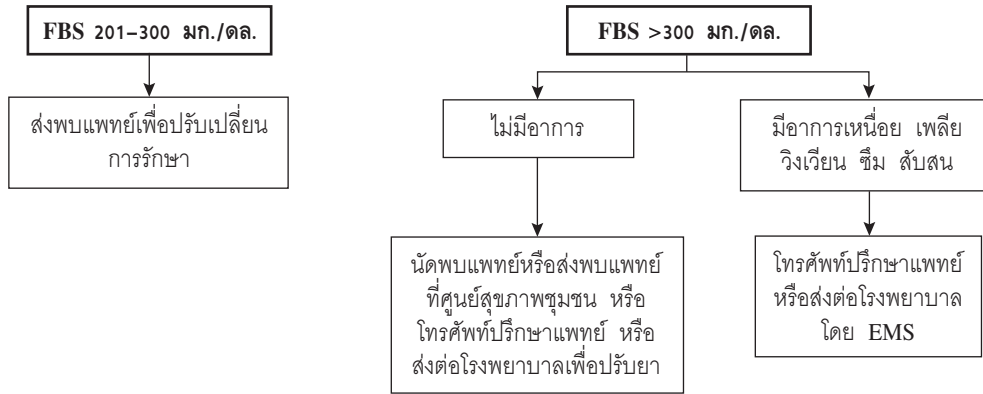 FBS 201-300 มก./ดล.
ส่งพบแพทย์เพื่อปรับเปลี่ยน
การรักษา
FBS >300 มก./ดล.
ไม่มีอาการ
นัดพบแพทย์หรือส่งพบแพทย์
ที่ศูนย์สุขภาพชุมชน หรือ
โทรศัพท์ปรึกษาแพทย์ หรือ
ส่งต่อโรงพยาบาลเพื่อปรับยา
มีอาการเหนื่อย เพลีย
วิงเวียน ซึม สับสน
โทรศัพท์ปรึกษาแพทย์
หรือส่งต่อโรงพยาบาล
โดย EMS